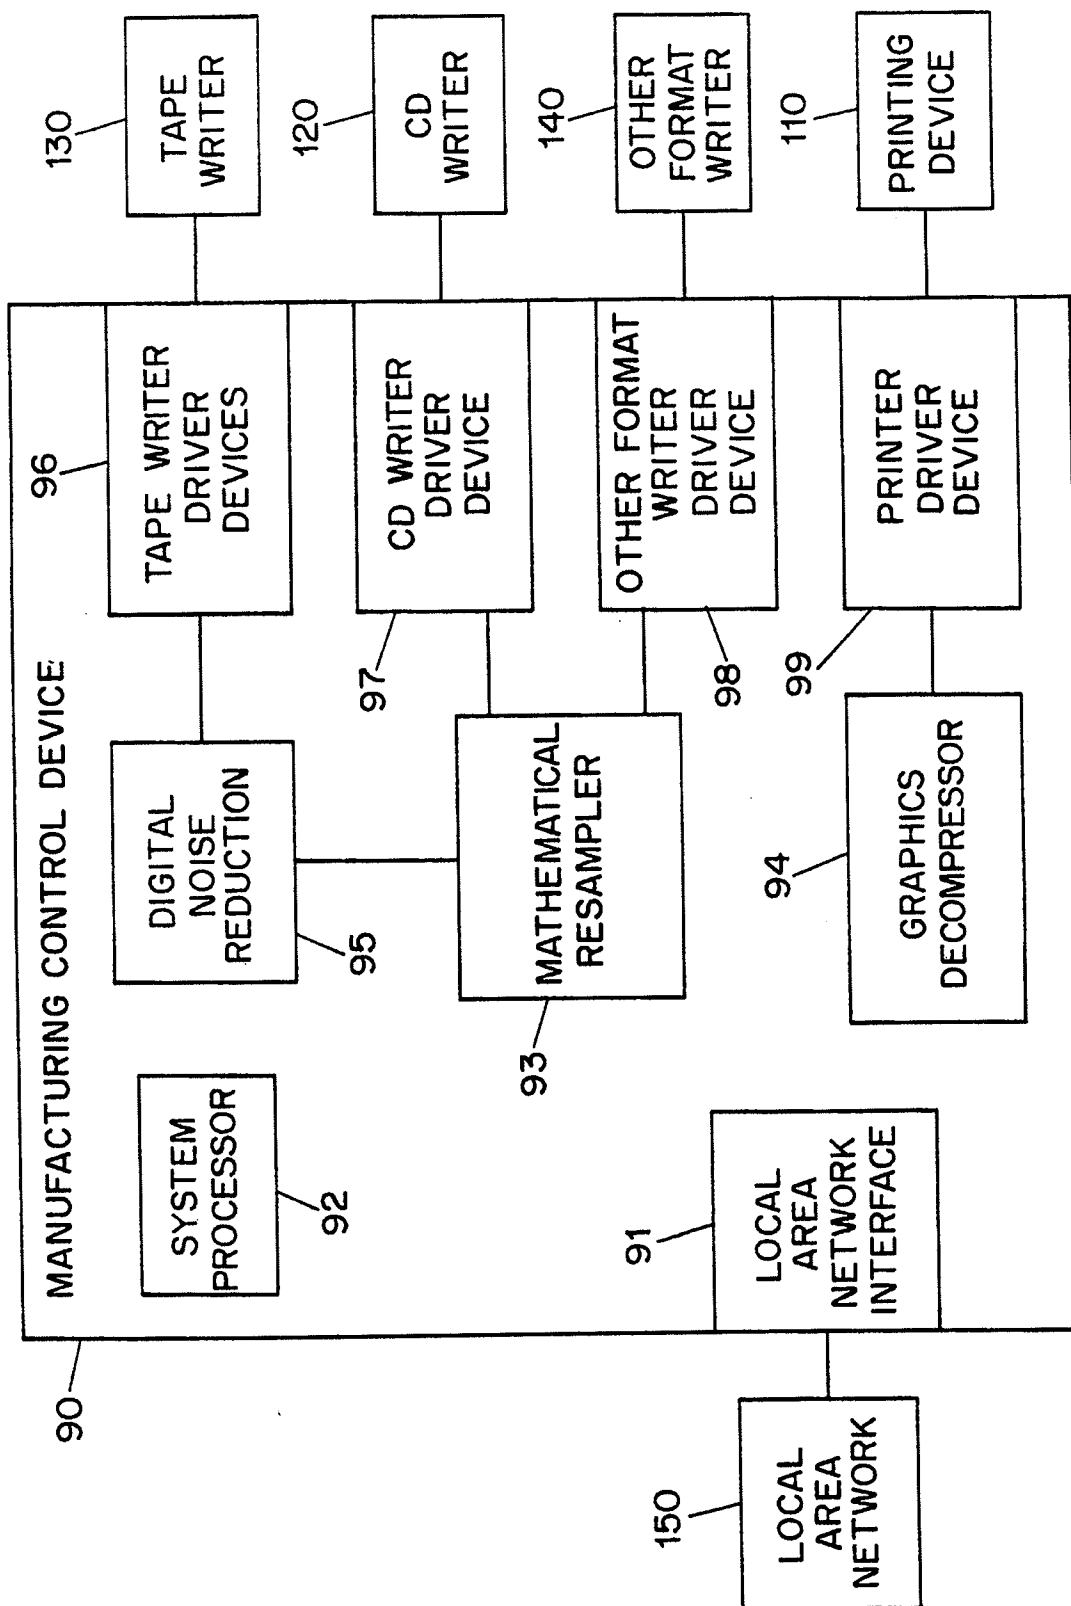 MANUFACTURING CONTROL DEVICE
90
SYSTEM
PROCESSOR
92
DIGITAL
NOISE
REDUCTION
95
TAPE WRITER
DRIVER
DEVICES
96
TAPE
WRITER
130
CD WRITER
DRIVER
DEVICE
97
CD
WRITER
120
MATHEMATICAL
RESAMPLER
93
OTHER FORMAT
WRITER
DRIVER
DEVICE
98
OTHER
FORMAT
WRITER
140
LOCAL
AREA
NETWORK
150
LOCAL
AREA
NETWORK
INTERFACE
91
GRAPHICS
DECOMPRESSOR
94
PRINTER
DRIVER
DEVICE
99
PRINTING
DEVICE
110